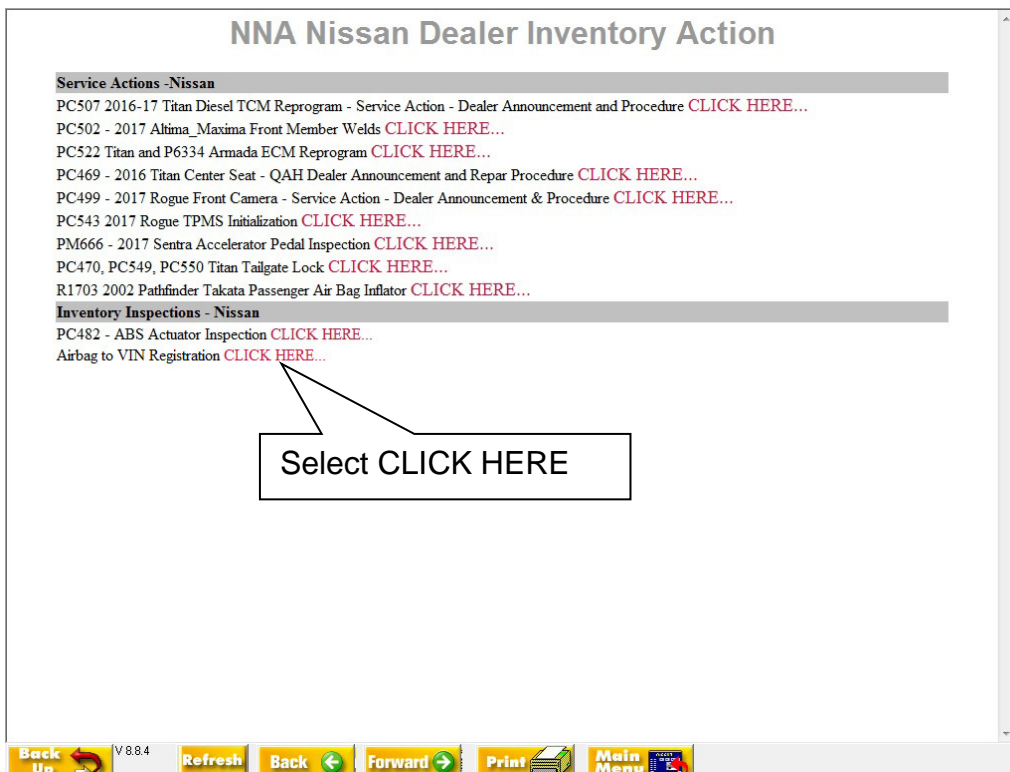 NNA Nissan Dealer Inventory Action
Service Actions -Nissan
PC507 2016-17 Titan Diesel TCM Reprogram - Service Action - Dealer Announcement and Procedure CLICK HERE...
PC502 - 2017 Altima_Maxima Front Member Welds CLICK HERE...
PC522 Titan and P6334 Armada ECM Reprogram CLICK HERE...
PC469 - 2016 Titan Center Seat - QAH Dealer Announcement and Repar Procedure CLICK HERE...
PC499 - 2017 Rogue Front Camera - Service Action - Dealer Announcement & Procedure CLICK HERE...
PC543 2017 Rogue TPMS Initialization CLICK HERE...
PM666 - 2017 Sentra Accelerator Pedal Inspection CLICK HERE...
PC470, PC549, PC550 Titan Tailgate Lock CLICK HERE...
R1703 2002 Pathfinder Takata Passenger Air Bag Inflator CLICK HERE...
Inventory Inspections - Nissan
PC482 - ABS Actuator Inspection CLICK HERE...
Airbag to VIN Registration CLICK HERE...
Select CLICK HERE
Back Up V 8.8.4 Refresh Back Forward Print Main Menu